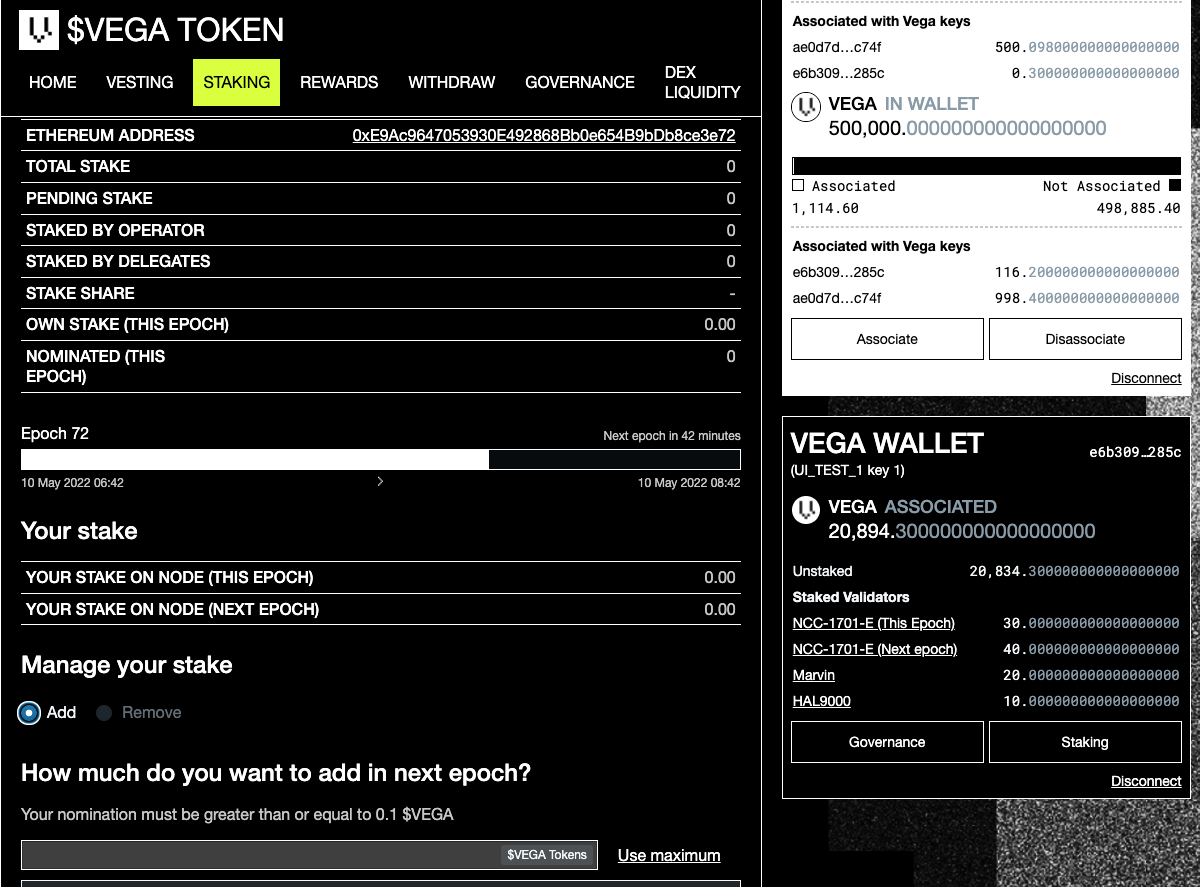 $VEGA TOKEN
HOME VESTING STAKING REWARDS WITHDRAW GOVERNANCE DEX LIQUIDITY
ETHEREUM ADDRESS 0xE9Ac9647053930E492868Bb0e654B9bDb8ce3e72
TOTAL STAKE 0
PENDING STAKE 0
STAKED BY OPERATOR 0
STAKED BY DELEGATES 0
STAKE SHARE -
OWN STAKE (THIS EPOCH) 0.00
NOMINATED (THIS EPOCH) 0
Epoch 72 Next epoch in 42 minutes
10 May 2022 06:42 10 May 2022 08:42
Your stake
YOUR STAKE ON NODE (THIS EPOCH) 0.00
YOUR STAKE ON NODE (NEXT EPOCH) 0.00
Manage your stake
Add Remove
How much do you want to add in next epoch?
Your nomination must be greater than or equal to 0.1 $VEGA
$VEGA Tokens Use maximum
Associated with Vega keys
ae0d7d…c74f 500.098000000000000000
e6b309…285c 0.300000000000000000
VEGA IN WALLET
500,000.000000000000000000
Associated Not Associated
1,114.60 498,885.40
Associated with Vega keys
e6b309…285c 116.200000000000000000
ae0d7d…c74f 998.400000000000000000
Associate Disassociate
Disconnect
VEGA WALLET e6b309…285c
(UI_TEST_1 key 1)
VEGA ASSOCIATED
20,894.300000000000000000
Unstaked 20,834.300000000000000000
Staked Validators
NCC-1701-E (This Epoch) 30.000000000000000000
NCC-1701-E (Next epoch) 40.000000000000000000
Marvin 20.000000000000000000
HAL9000 10.000000000000000000
Governance Staking
Disconnect